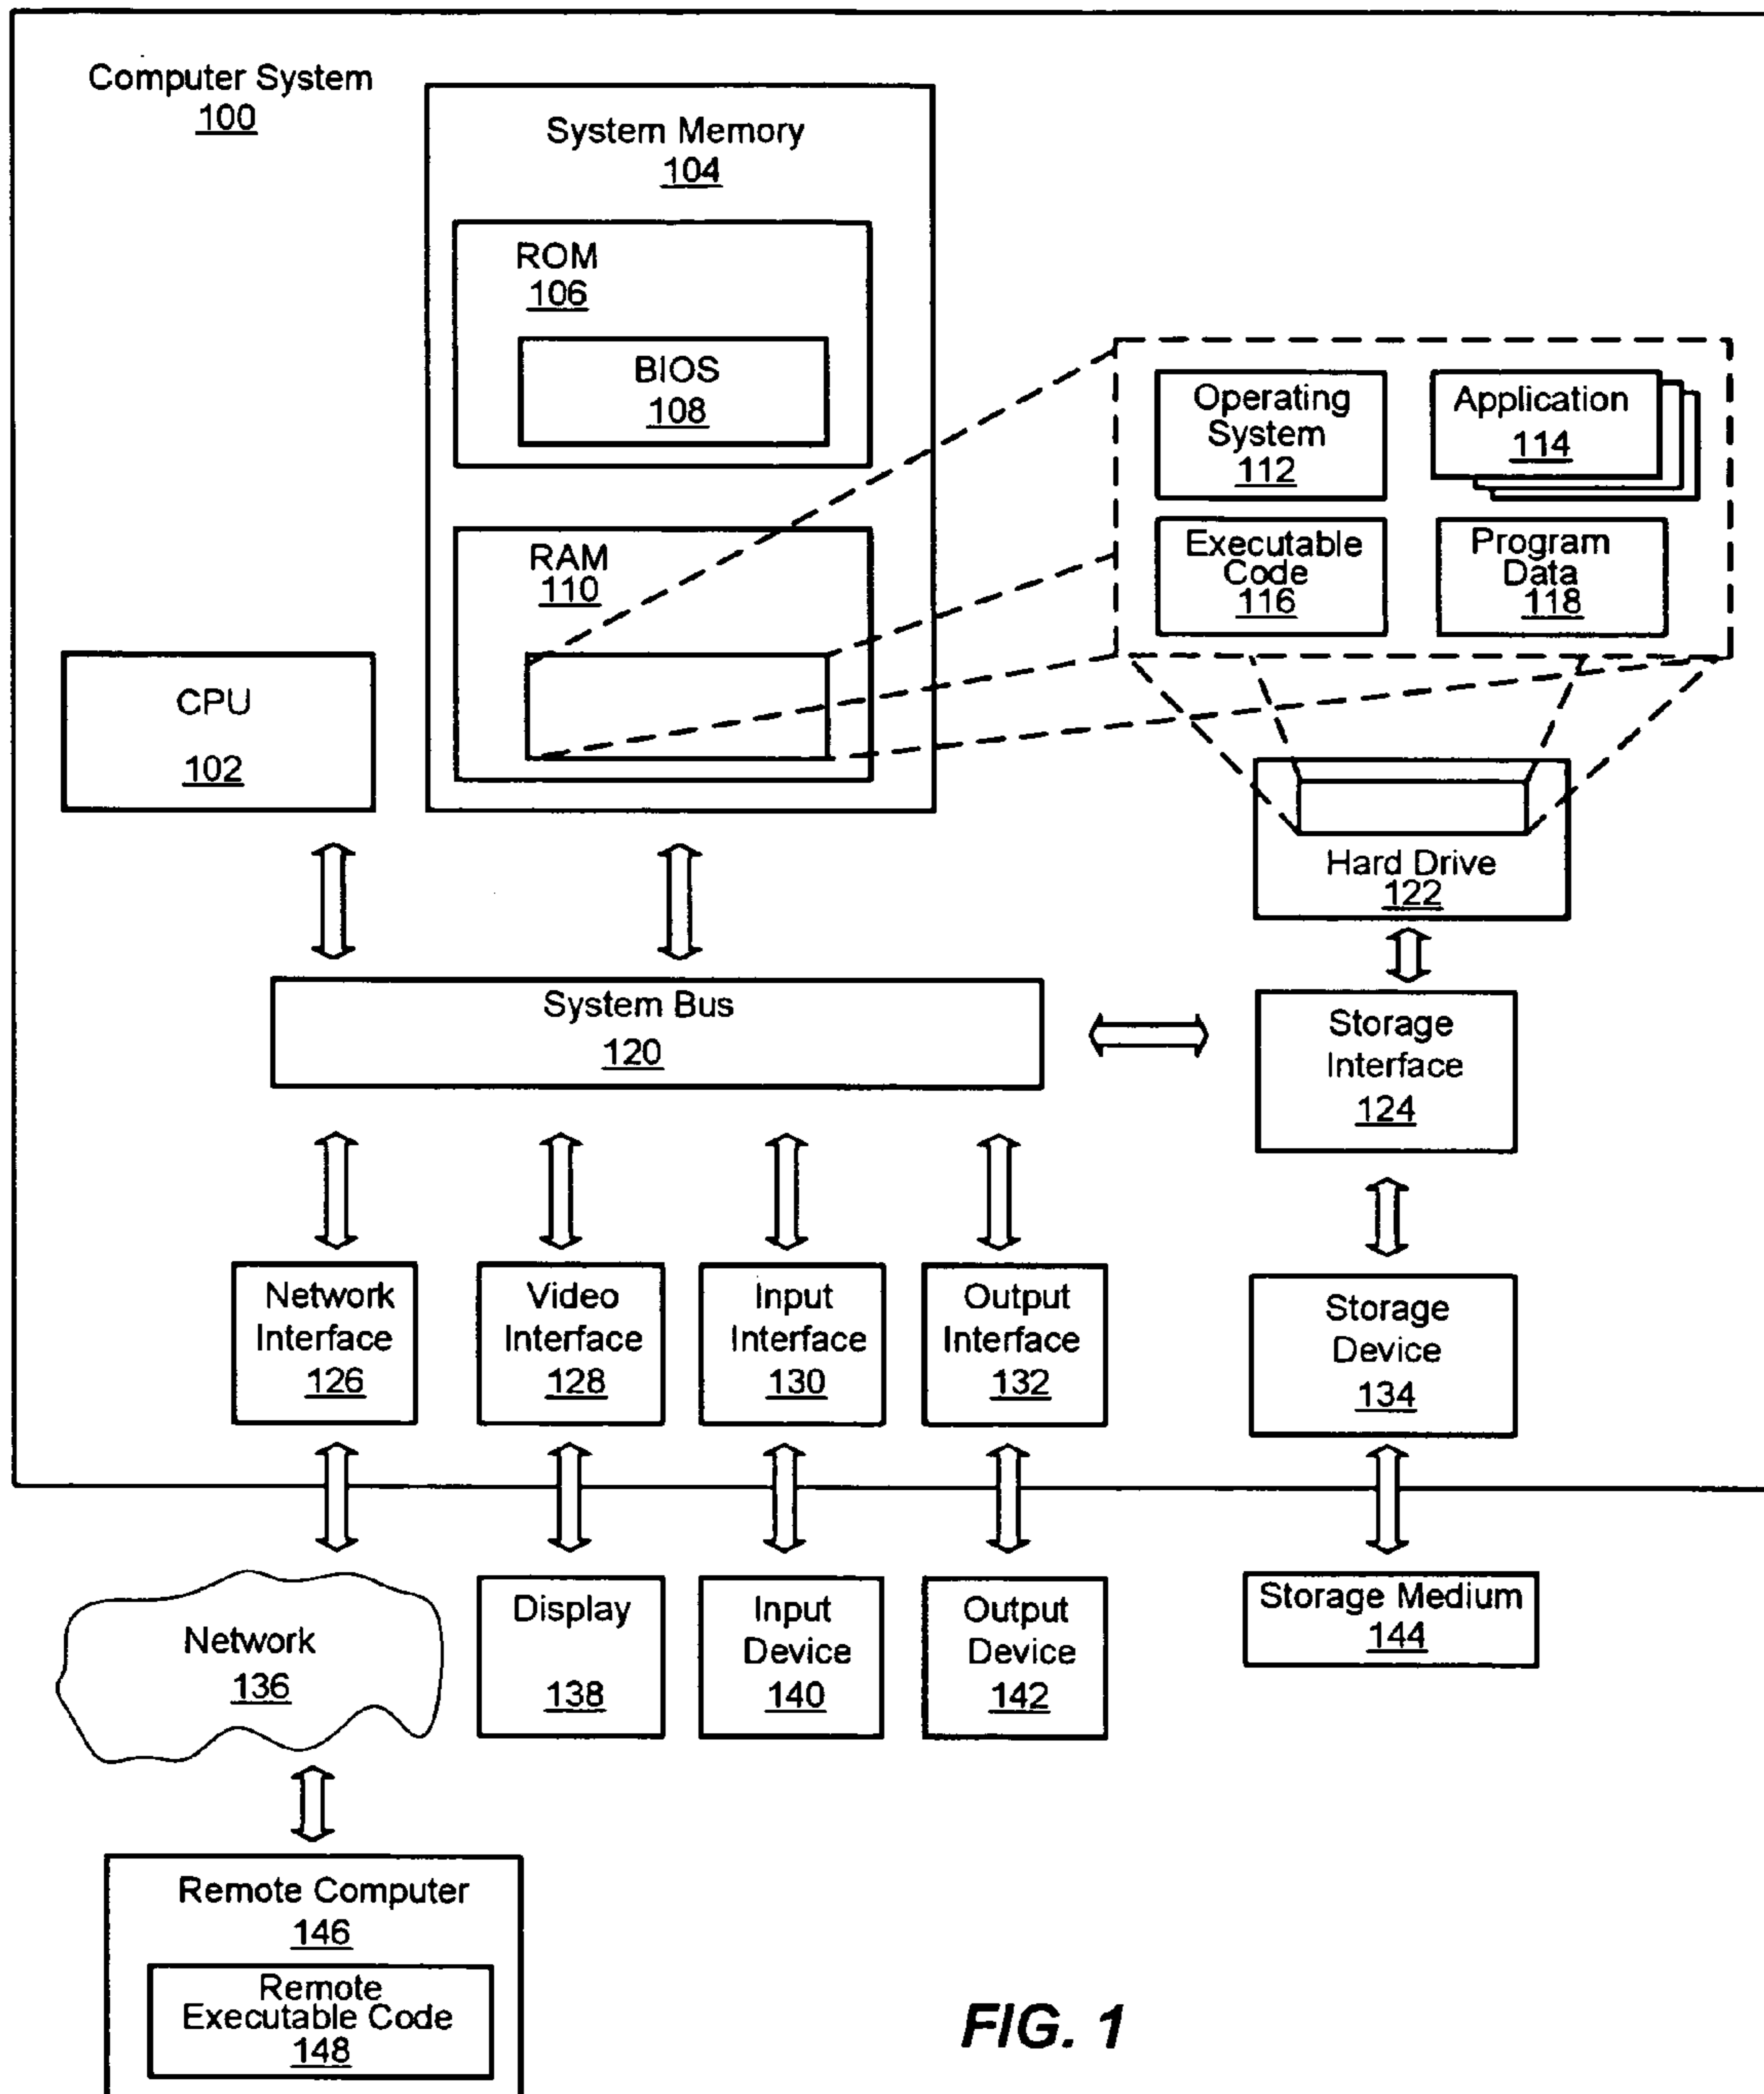 Computer System
100
System Memory
104
ROM
106
BIOS
108
RAM
110
Operating
System
112
Application
114
Executable
Code
116
Program
Data
118
CPU
102
Hard Drive
122
System Bus
120
Storage
Interface
124
Network
Interface
126
Video
Interface
128
Input
Interface
130
Output
Interface
132
Storage
Device
134
Network
136
Display
138
Input
Device
140
Output
Device
142
Storage Medium
144
Remote Computer
146
Remote
Executable Code
148
FIG. 1